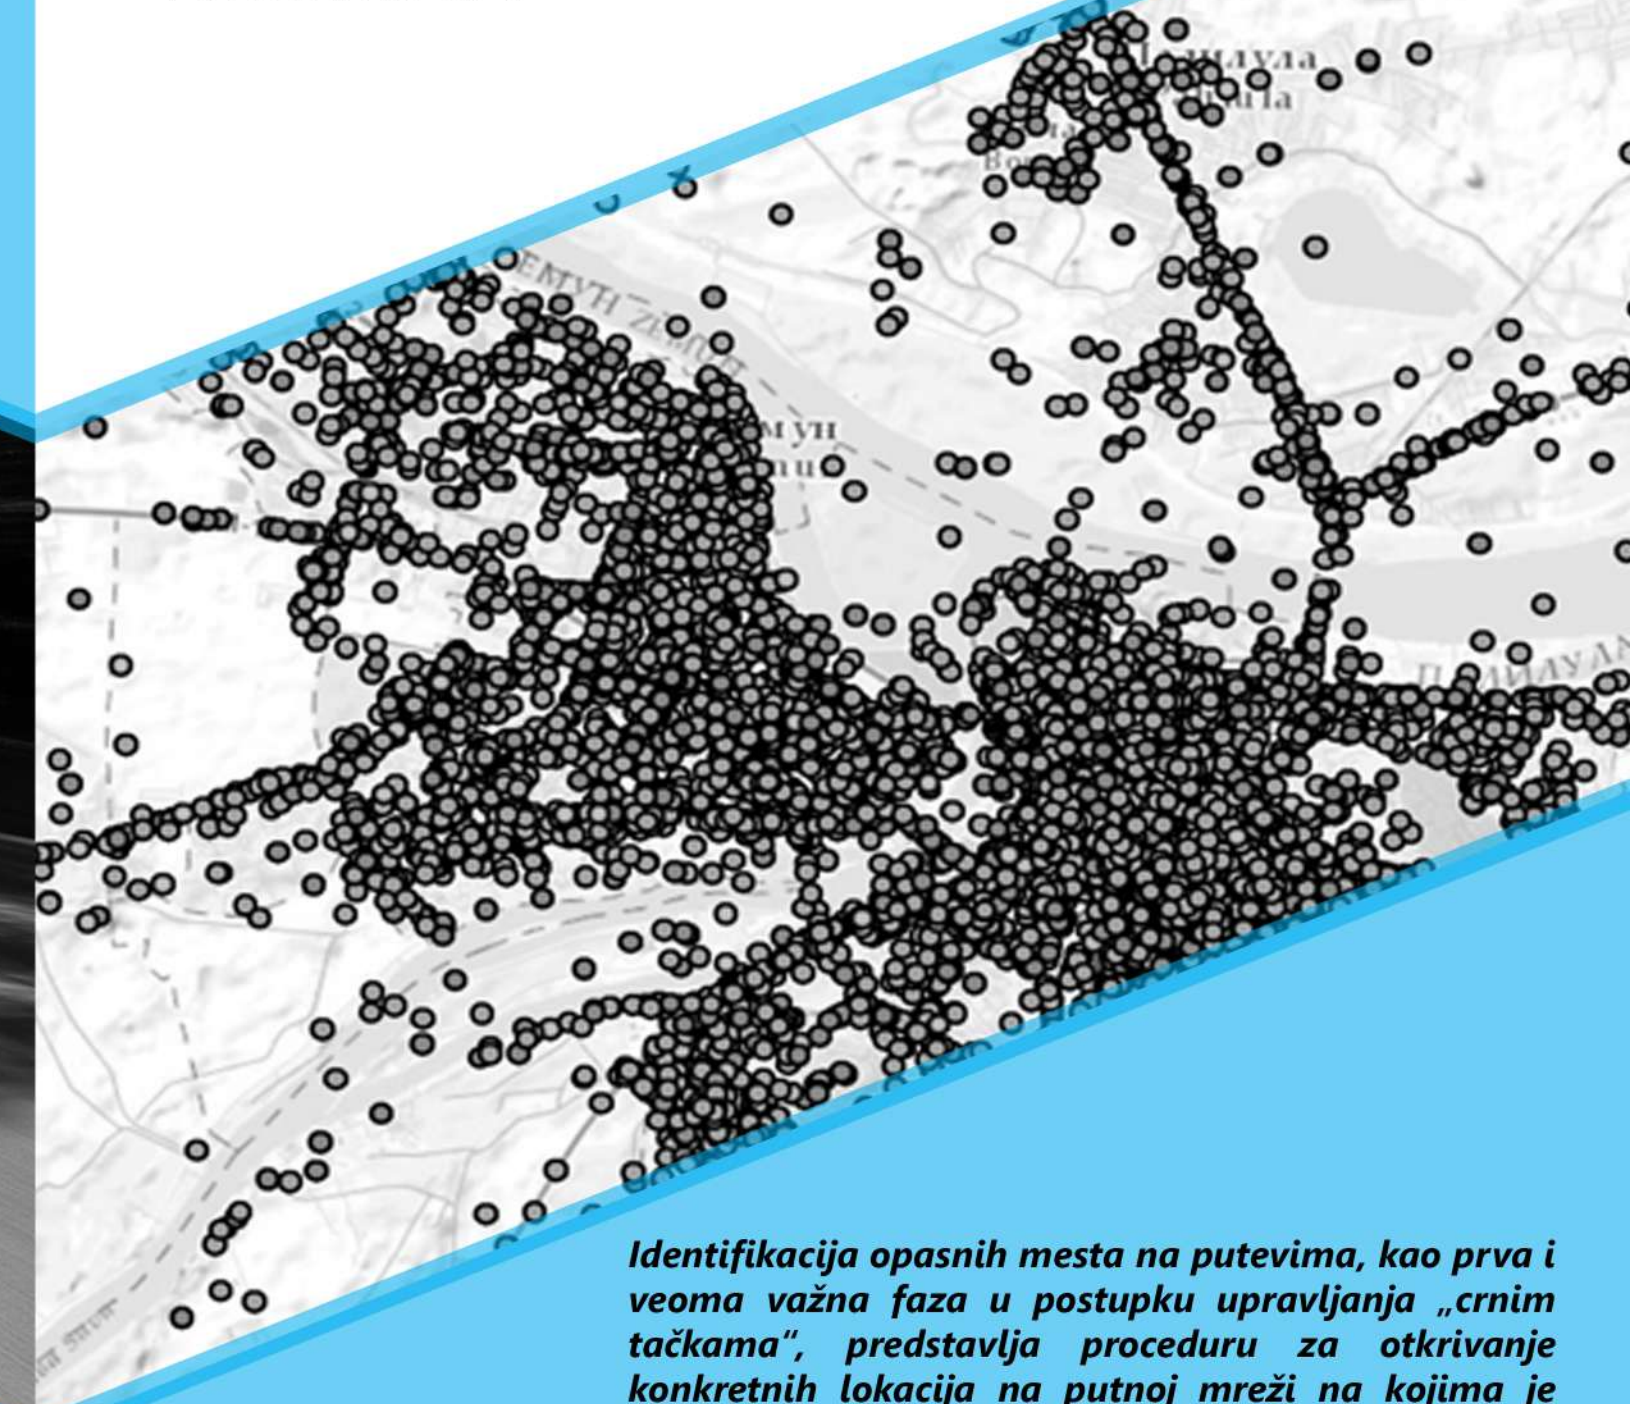 Identifikacija opasnih mesta na putevima, kao prva i
veoma važna faza u postupku upravljanja „crnim
tačkama“, predstavlja proceduru za otkrivanje
konkretnih lokacija na putnoj mreži na kojima je